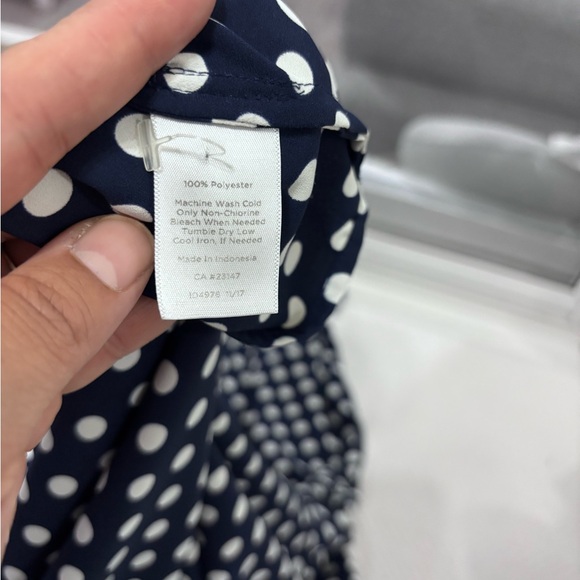 100% Polyester
Machine Wash Cold
Only Non-Chlorine
Bleach When Needed
Tumble Dry Low
Cool Iron, If Needed
Made in Indonesia
CA #23147
104976 11/17